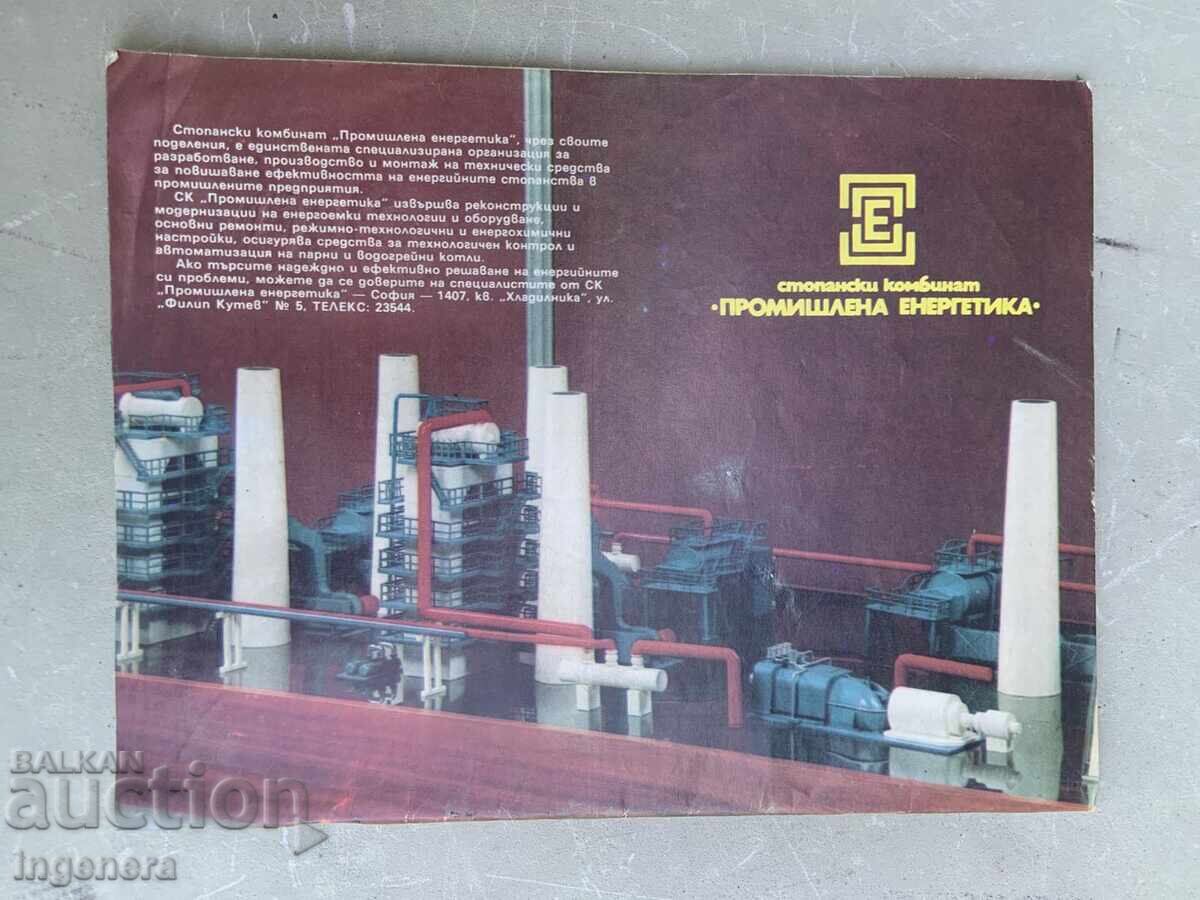 Стопански комбинат „Промишлена енергетика“, чрез своите
поделения, е единствената специализирана организация за
разработване, производство и монтаж на технически средства
за повишаване ефективността на енергийните стопанства в
промишлените предприятия.
СК „Промишлена енергетика“ извършва реконструкции и
модернизации на енергоемки технологии и оборудване,
основни ремонти, режимно-технологични и енергохимични
настройки, осигурява средства за технологичен контрол и
автоматизация на парни и водогрейни котли.
Ако търсите надеждно и ефективно решаване на енергийните
си проблеми, можете да се доверите на специалистите от СК
„Промишлена енергетика“ — София — 1407, кв. „Хладилника“, ул.
„Филип Кутев“ № 5, ТЕЛЕКС: 23544.
Е
стопански комбинат
•ПРОМИШЛЕНА ЕНЕРГЕТИКА•
BALKAN
auction
ingenera